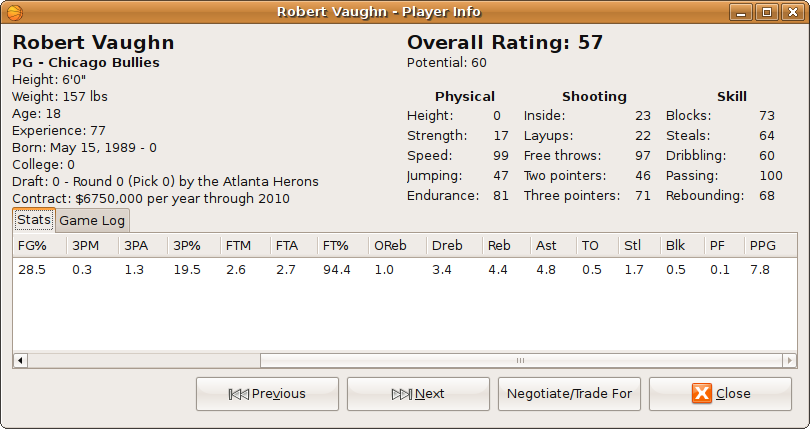 Robert Vaughn - Player Info
Robert Vaughn
PG - Chicago Bullies
Height: 6'0"
Weight: 157 lbs
Age: 18
Experience: 77
Born: May 15, 1989 - 0
College: 0
Draft: 0 - Round 0 (Pick 0) by the Atlanta Herons
Contract: $6750,000 per year through 2010
Overall Rating: 57
Potential: 60
Physical Shooting Skill
Height: 0 Inside: 23 Blocks: 73
Strength: 17 Layups: 22 Steals: 64
Speed: 99 Free throws: 97 Dribbling: 60
Jumping: 47 Two pointers: 46 Passing: 100
Endurance: 81 Three pointers: 71 Rebounding: 68
Stats Game Log
FG% 3PM 3PA 3P% FTM FTA FT% OReb Dreb Reb Ast TO Stl Blk PF PPG
28.5 0.3 1.3 19.5 2.6 2.7 94.4 1.0 3.4 4.4 4.8 0.5 1.7 0.5 0.1 7.8
Previous Next Negotiate/Trade For Close